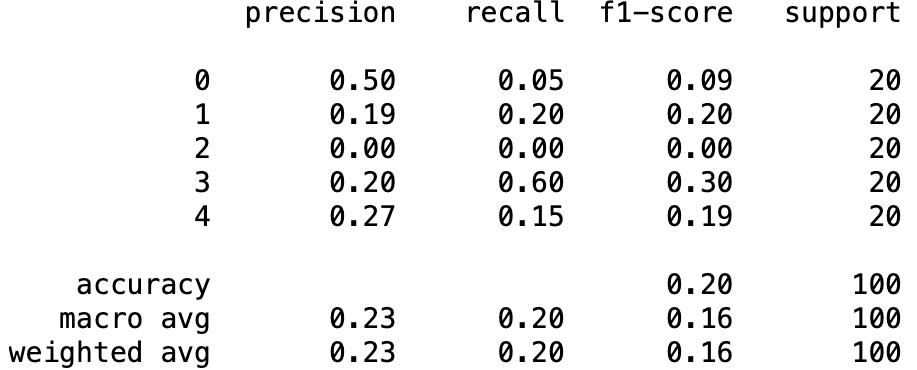 precision recall f1-score support
0 0.50 0.05 0.09 20
1 0.19 0.20 0.20 20
2 0.00 0.00 0.00 20
3 0.20 0.60 0.30 20
4 0.27 0.15 0.19 20
accuracy 0.20 100
macro avg 0.23 0.20 0.16 100
weighted avg 0.23 0.20 0.16 100